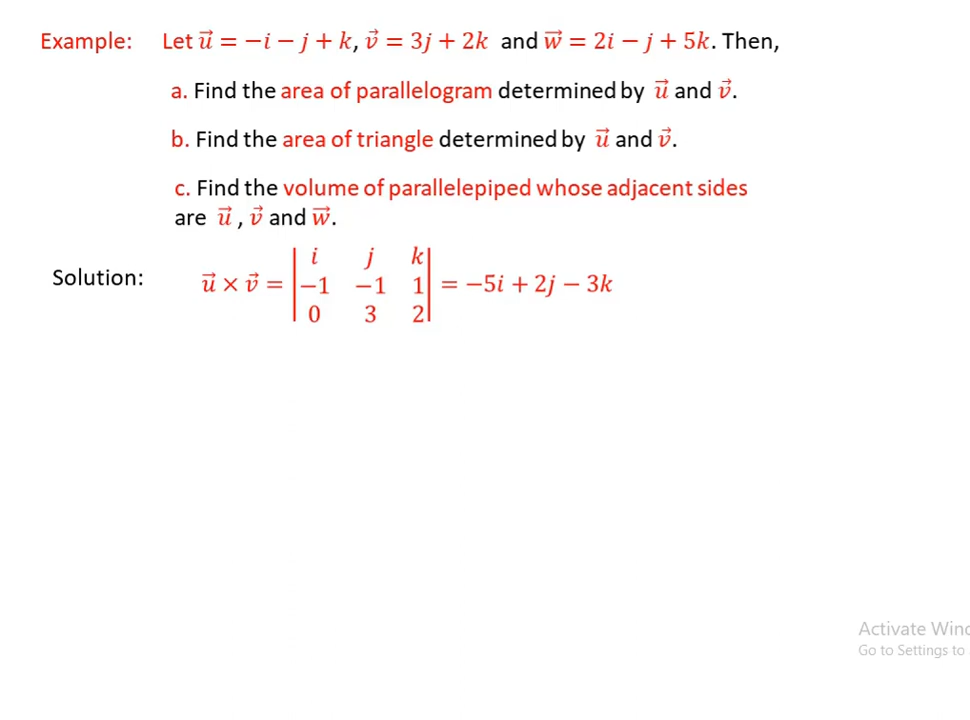 Example: Let u⃗ = −i − j + k, v⃗ = 3j + 2k and w⃗ = 2i − j + 5k. Then,
a. Find the area of parallelogram determined by u⃗ and v⃗.
b. Find the area of triangle determined by u⃗ and v⃗.
c. Find the volume of parallelepiped whose adjacent sides
are u⃗ , v⃗ and w⃗.
Solution: u⃗ × v⃗ = |i j k; −1 −1 1; 0 3 2| = −5i + 2j − 3k
Activate Wind
Go to Settings to